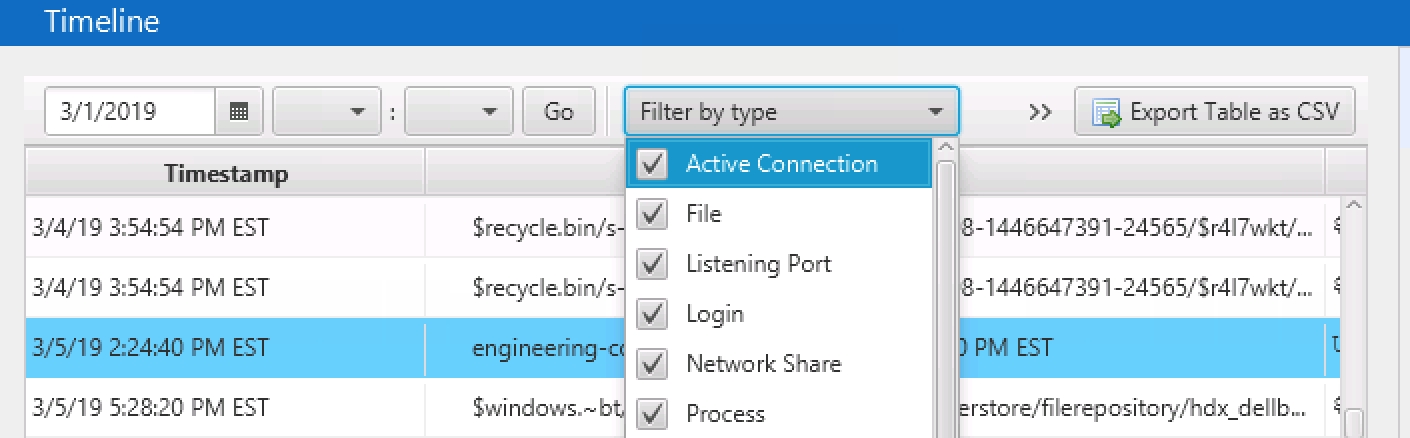 Timeline
3/1/2019 : Go Filter by type >> Export Table as CSV
Timestamp
Active Connection
File
Listening Port
Login
Network Share
Process
3/4/19 3:54:54 PM EST $recycle.bin/s- 8-1446647391-24565/$r4l7wkt/...
3/4/19 3:54:54 PM EST $recycle.bin/s- 8-1446647391-24565/$r4l7wkt/...
3/5/19 2:24:40 PM EST engineering-c PM EST
3/5/19 5:28:20 PM EST $windows.~bt/ erstore/filerepository/hdx_dellb...